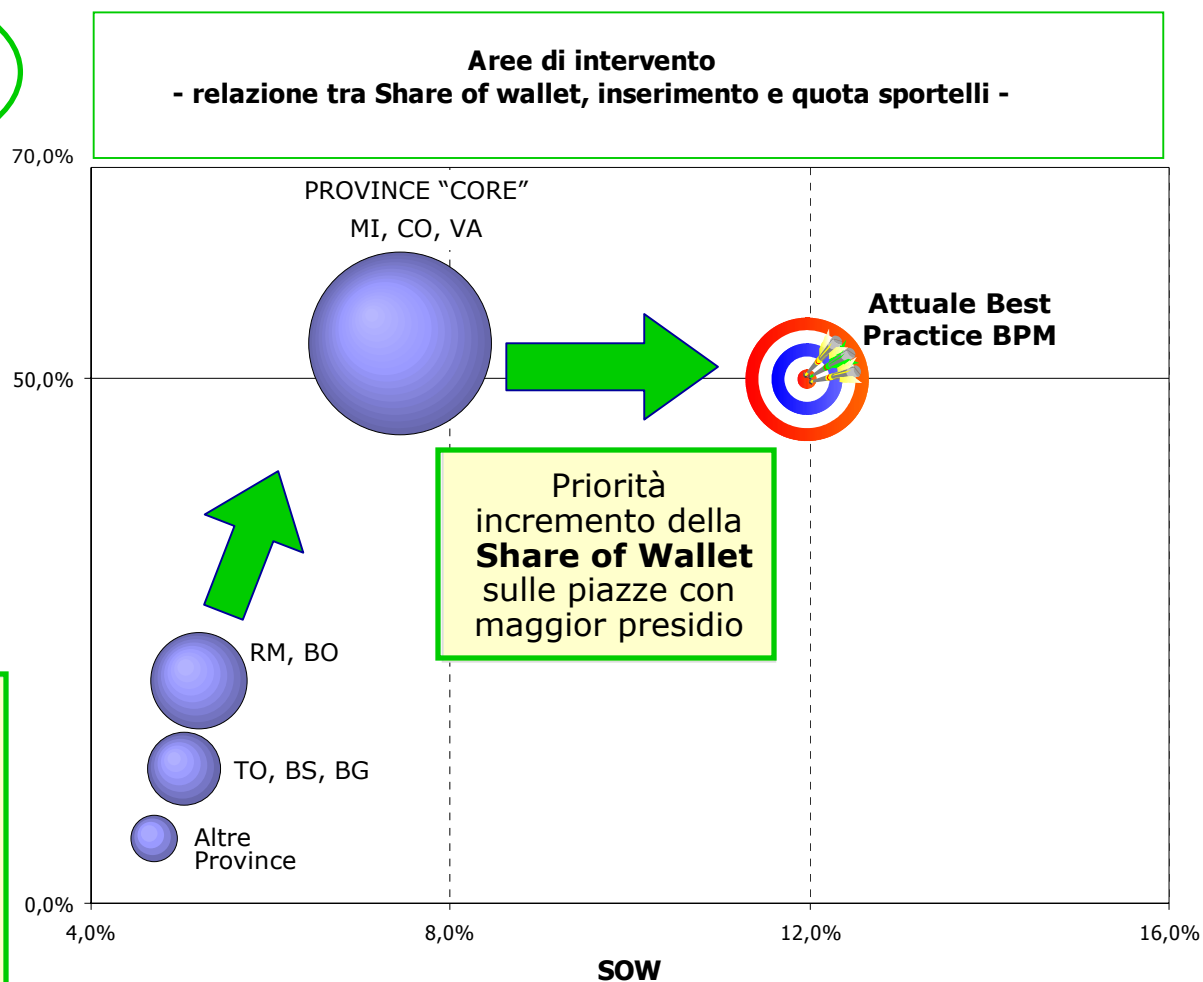 Aree di intervento
- relazione tra Share of wallet, inserimento e quota sportelli -
70,0%
PROVINCE “CORE”
MI, CO, VA
Attuale Best
Practice BPM
50,0%
Priorità
incremento della
Share of Wallet
sulle piazze con
maggior presidio
RM, BO
TO, BS, BG
Altre
Province
0,0%
4,0%
8,0%
12,0%
16,0%
SOW